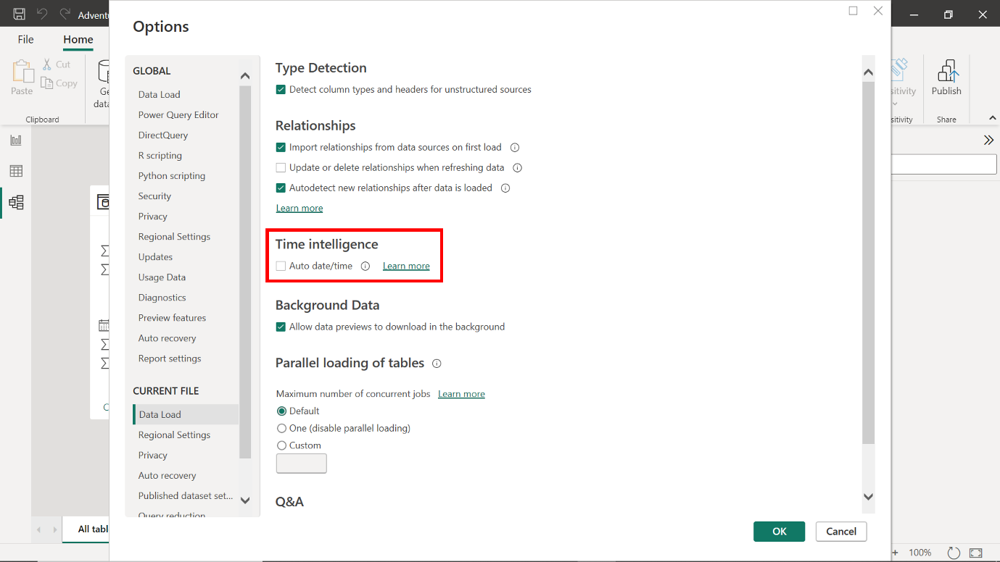 Adventu
File
Home
Paste
Cut
Copy
Ge
data
Clipboard
Options
GLOBAL
Data Load
Power Query Editor
DirectQuery
R scripting
Python scripting
Security
Privacy
Regional Settings
Updates
Usage Data
Diagnostics
Preview features
Auto recovery
Report settings
CURRENT FILE
Data Load
Regional Settings
Privacy
Auto recovery
Published dataset set...
Query reduction
Type Detection
Detect column types and headers for unstructured sources
Relationships
Import relationships from data sources on first load
Update or delete relationships when refreshing data
Autodetect new relationships after data is loaded
Learn more
Time intelligence
Auto date/time Learn more
Background Data
Allow data previews to download in the background
Parallel loading of tables
Maximum number of concurrent jobs Learn more
Default
One (disable parallel loading)
Custom
Q&A
OK
Cancel
sitivity
sitivity
Publish
Share
All tabl
100%